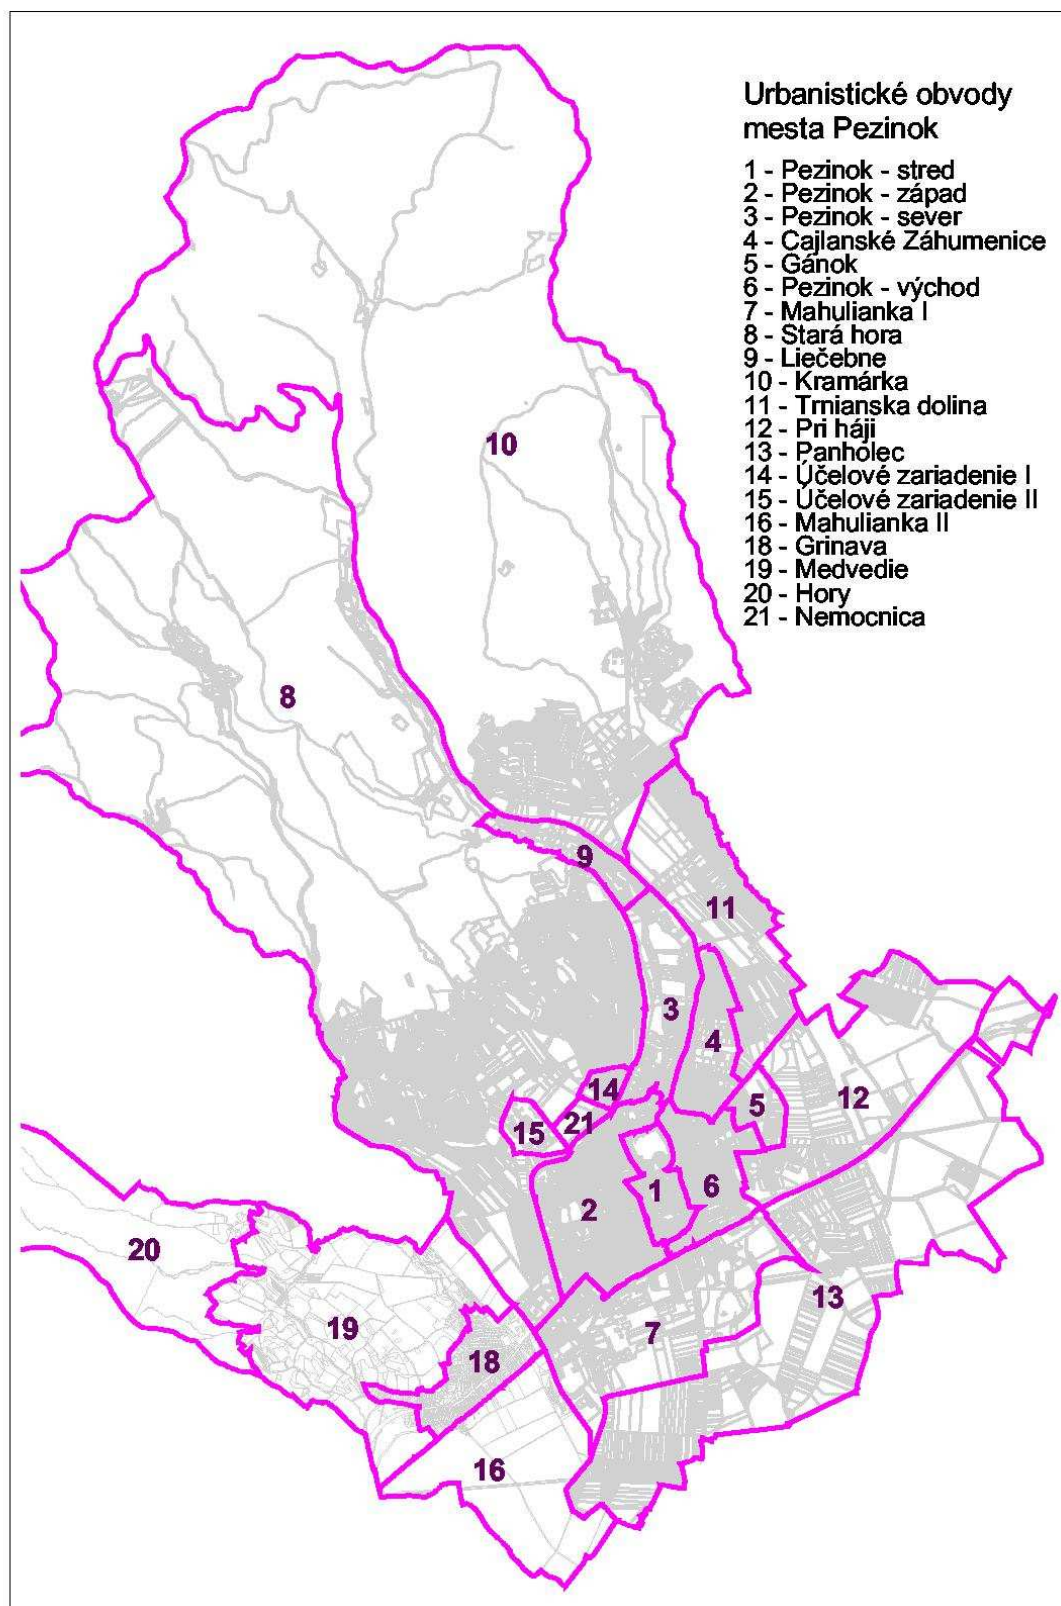 Urbanistické obvody
mesta Pezinok
1 - Pezinok - stred
2 - Pezinok - západ
3 - Pezinok - sever
4 - Cajlanské Záhumenice
5 - Gánok
6 - Pezinok - východ
7 - Mahulianka I
8 - Stará hora
9 - Liečebne
10 - Kramárka
11 - Trnianska dolina
12 - Pri háji
13 - Panholec
14 - Účelové zariadenie I
15 - Účelové zariadenie II
16 - Mahulianka II
18 - Grinava
19 - Medvedie
20 - Hory
21 - Nemocnica
10
8
9
11
3
4
14
12
5
21
15
1
6
2
20
13
19
7
18
16